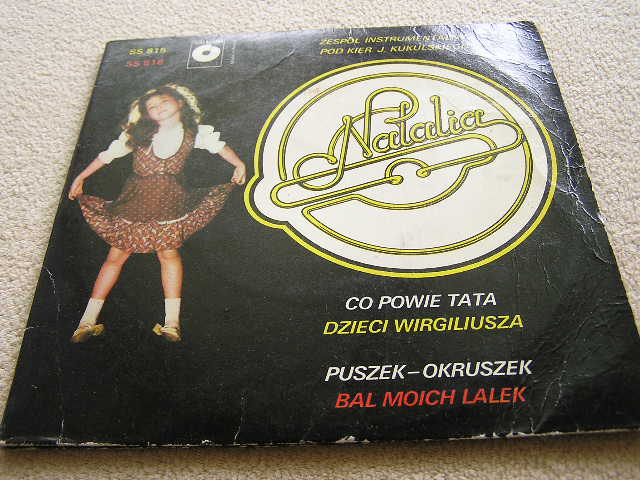 SS 815
SS 816
ZESPÓŁ INSTRUMENTALNY
POD KIER. J. KUKULSKIEGO
Natalia
CO POWIE TATA
DZIECI WIRGILIUSZA
PUSZEK–OKRUSZEK
BAL MOICH LALEK